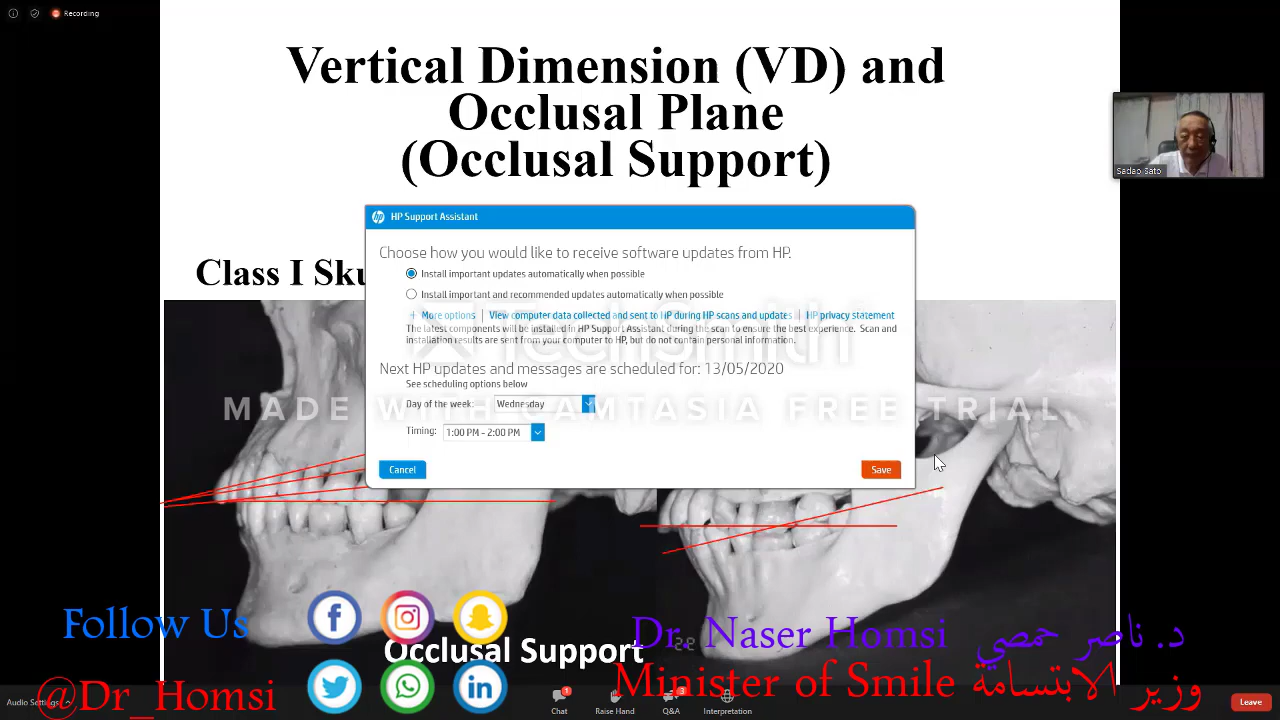 Recording
Vertical Dimension (VD) and
Occlusal Plane
(Occlusal Support)
Sadao Sato
HP Support Assistant
Choose how you would like to receive software updates from HP.
Install important updates automatically when possible
Install important and recommended updates automatically when possible
+ More options | View computer data collected and sent to HP during HP scans and updates | HP privacy statement
The latest components will be installed in HP Support Assistant during the scan to ensure the best experience. Scan and
installation results are sent from your computer to HP, but do not contain personal information.
Next HP updates and messages are scheduled for: 13/05/2020
See scheduling options below
Day of the week: Wednesday
Timing: 1:00 PM - 2:00 PM
Cancel
Save
Class I
TechSmith
MADE WITH CAMTASIA FREE TRIAL
Occlusal Support
Follow Us
@Dr_Homsi
Dr. Naser Homsi د. ناصر حمصي
Minister of Smile وزير الابتسامة
Audio Settings
Chat
Raise Hand
Q&A
Interpretation
Leave